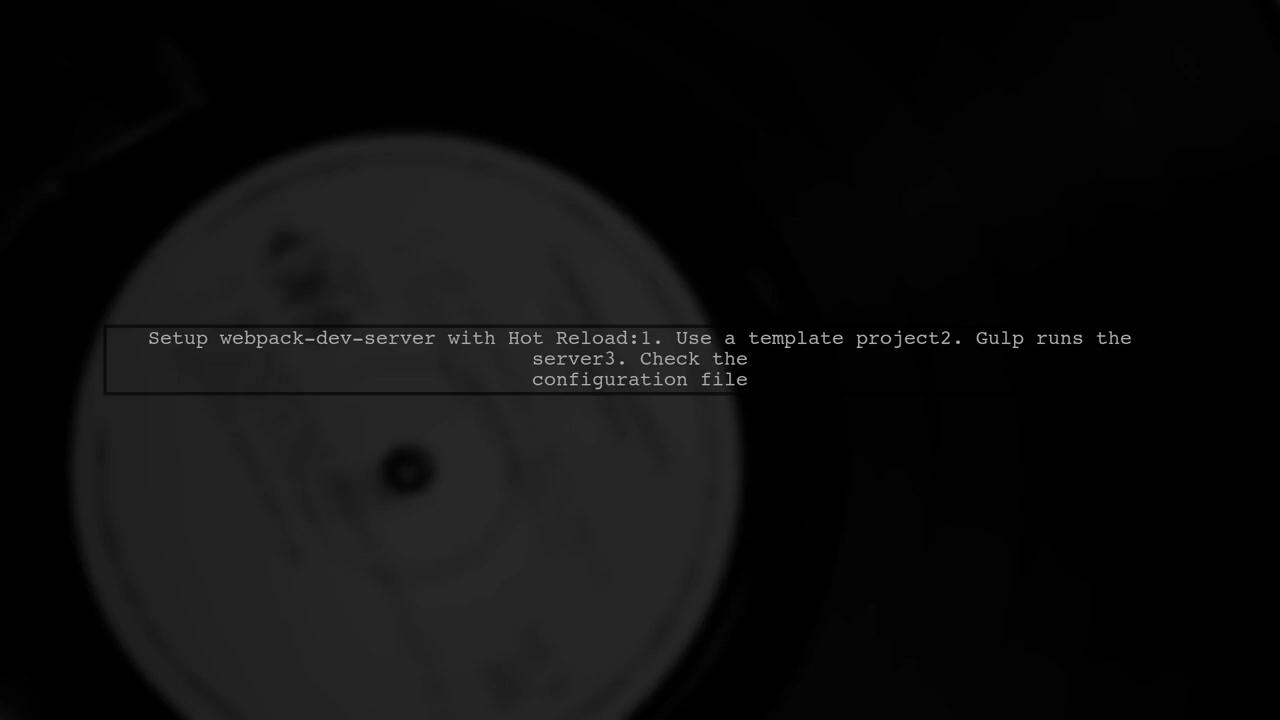 Setup webpack-dev-server with Hot Reload:1. Use a template project2. Gulp runs the
server3. Check the
configuration file